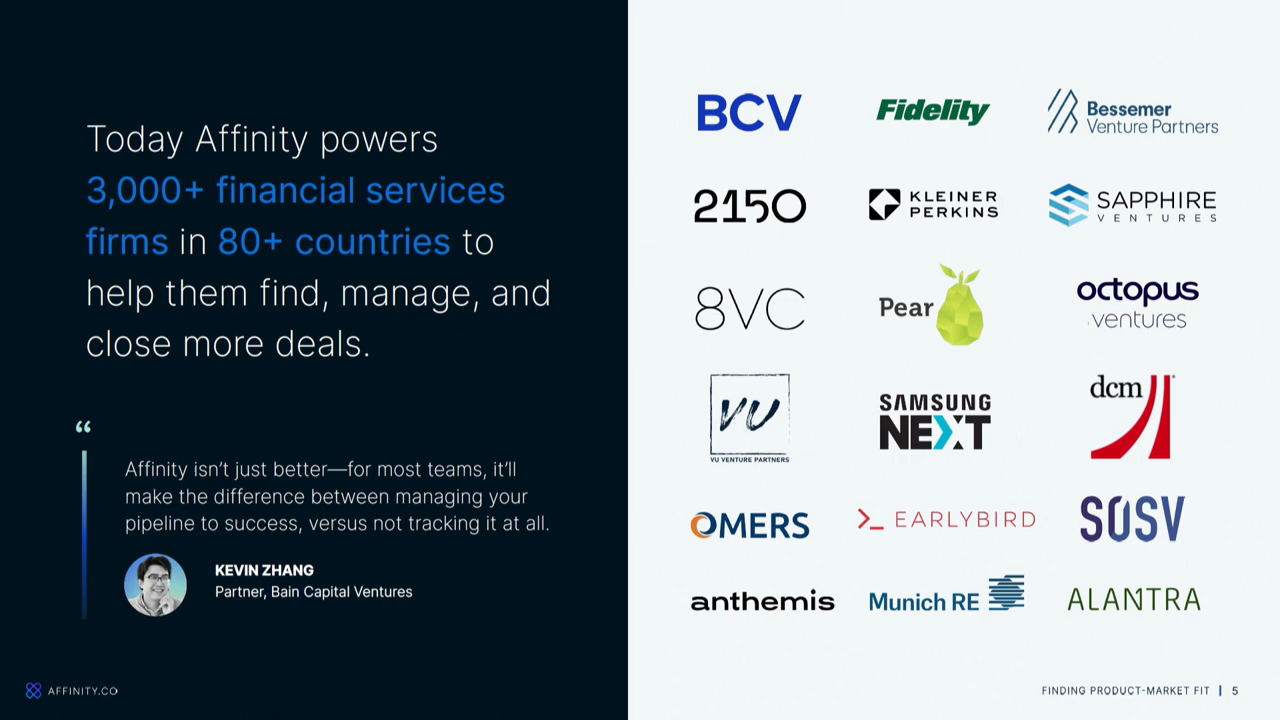 Today Affinity powers
3,000+ financial services
firms in 80+ countries to
help them find, manage, and
close more deals.
“
Affinity isn’t just better—for most teams, it’ll
make the difference between managing your
pipeline to success, versus not tracking it at all.
KEVIN ZHANG
Partner, Bain Capital Ventures
AFFINITY.CO
BCV
Fidelity
Bessemer
Venture Partners
2150
KLEINER
PERKINS
SAPPHIRE
VENTURES
8VC
Pear
octopus
ventures
VU
VU VENTURE PARTNERS
SAMSUNG
NEXT
dcm
OMERS
EARLYBIRD
SOSV
anthemis
Munich RE
ALANTRA
FINDING PRODUCT-MARKET FIT | 5